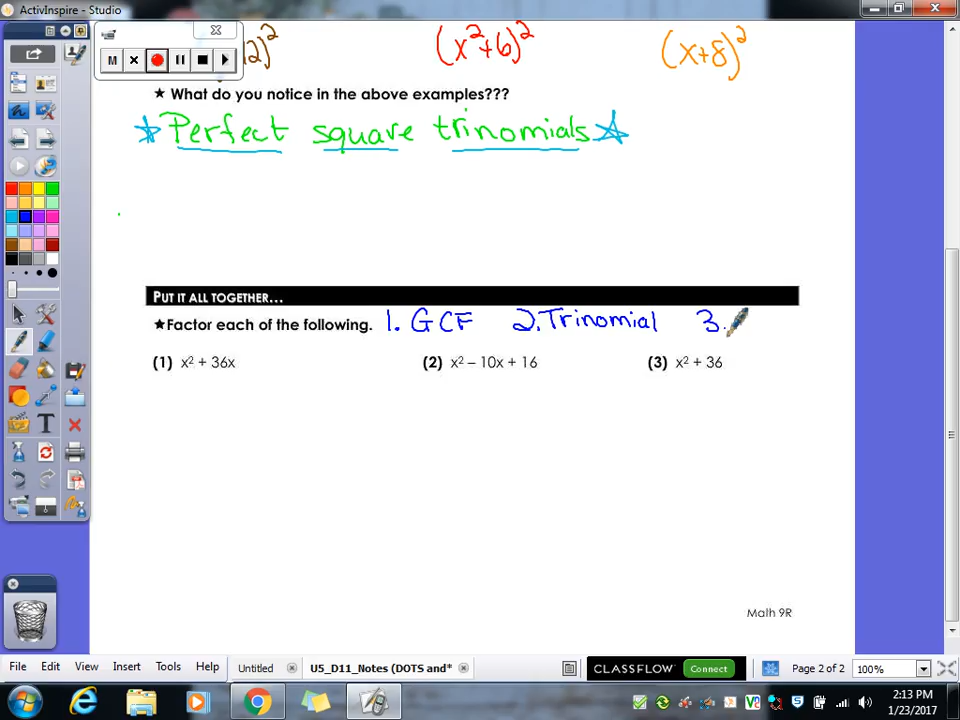 ActivInspire - Studio
2)² (x²+6)² (x+8)²
M
★ What do you notice in the above examples???
Perfect square trinomials
PUT IT ALL TOGETHER...
★Factor each of the following. 1. GCF 2. Trinomial 3.
(1) x² + 36x (2) x² – 10x + 16 (3) x² + 36
Math 9R
File Edit View Insert Tools Help Untitled U5_D11_Notes (DOTS and* CLASSFLOW Connect Page 2 of 2 100%
2:13 PM
1/23/2017